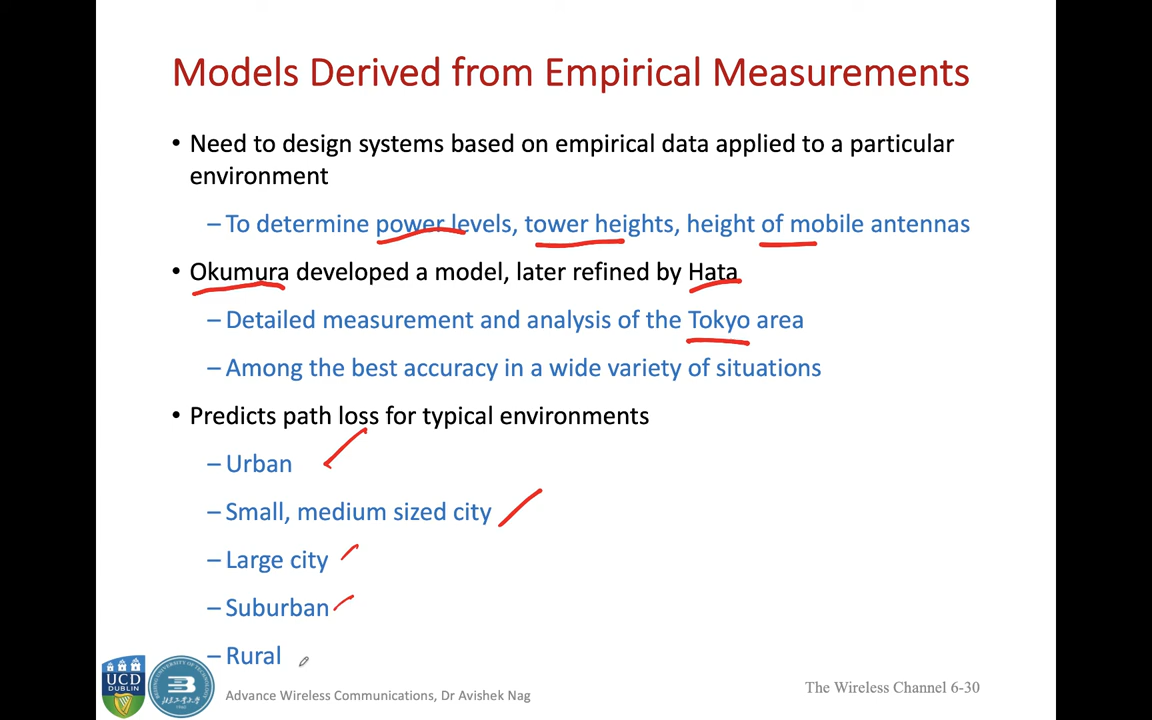 Models Derived from Empirical Measurements
• Need to design systems based on empirical data applied to a particular
environment
– To determine power levels, tower heights, height of mobile antennas
• Okumura developed a model, later refined by Hata
– Detailed measurement and analysis of the Tokyo area
– Among the best accuracy in a wide variety of situations
• Predicts path loss for typical environments
– Urban
– Small, medium sized city
– Large city
– Suburban
– Rural
UCD
DUBLIN
Advance Wireless Communications, Dr Avishek Nag
The Wireless Channel 6-30